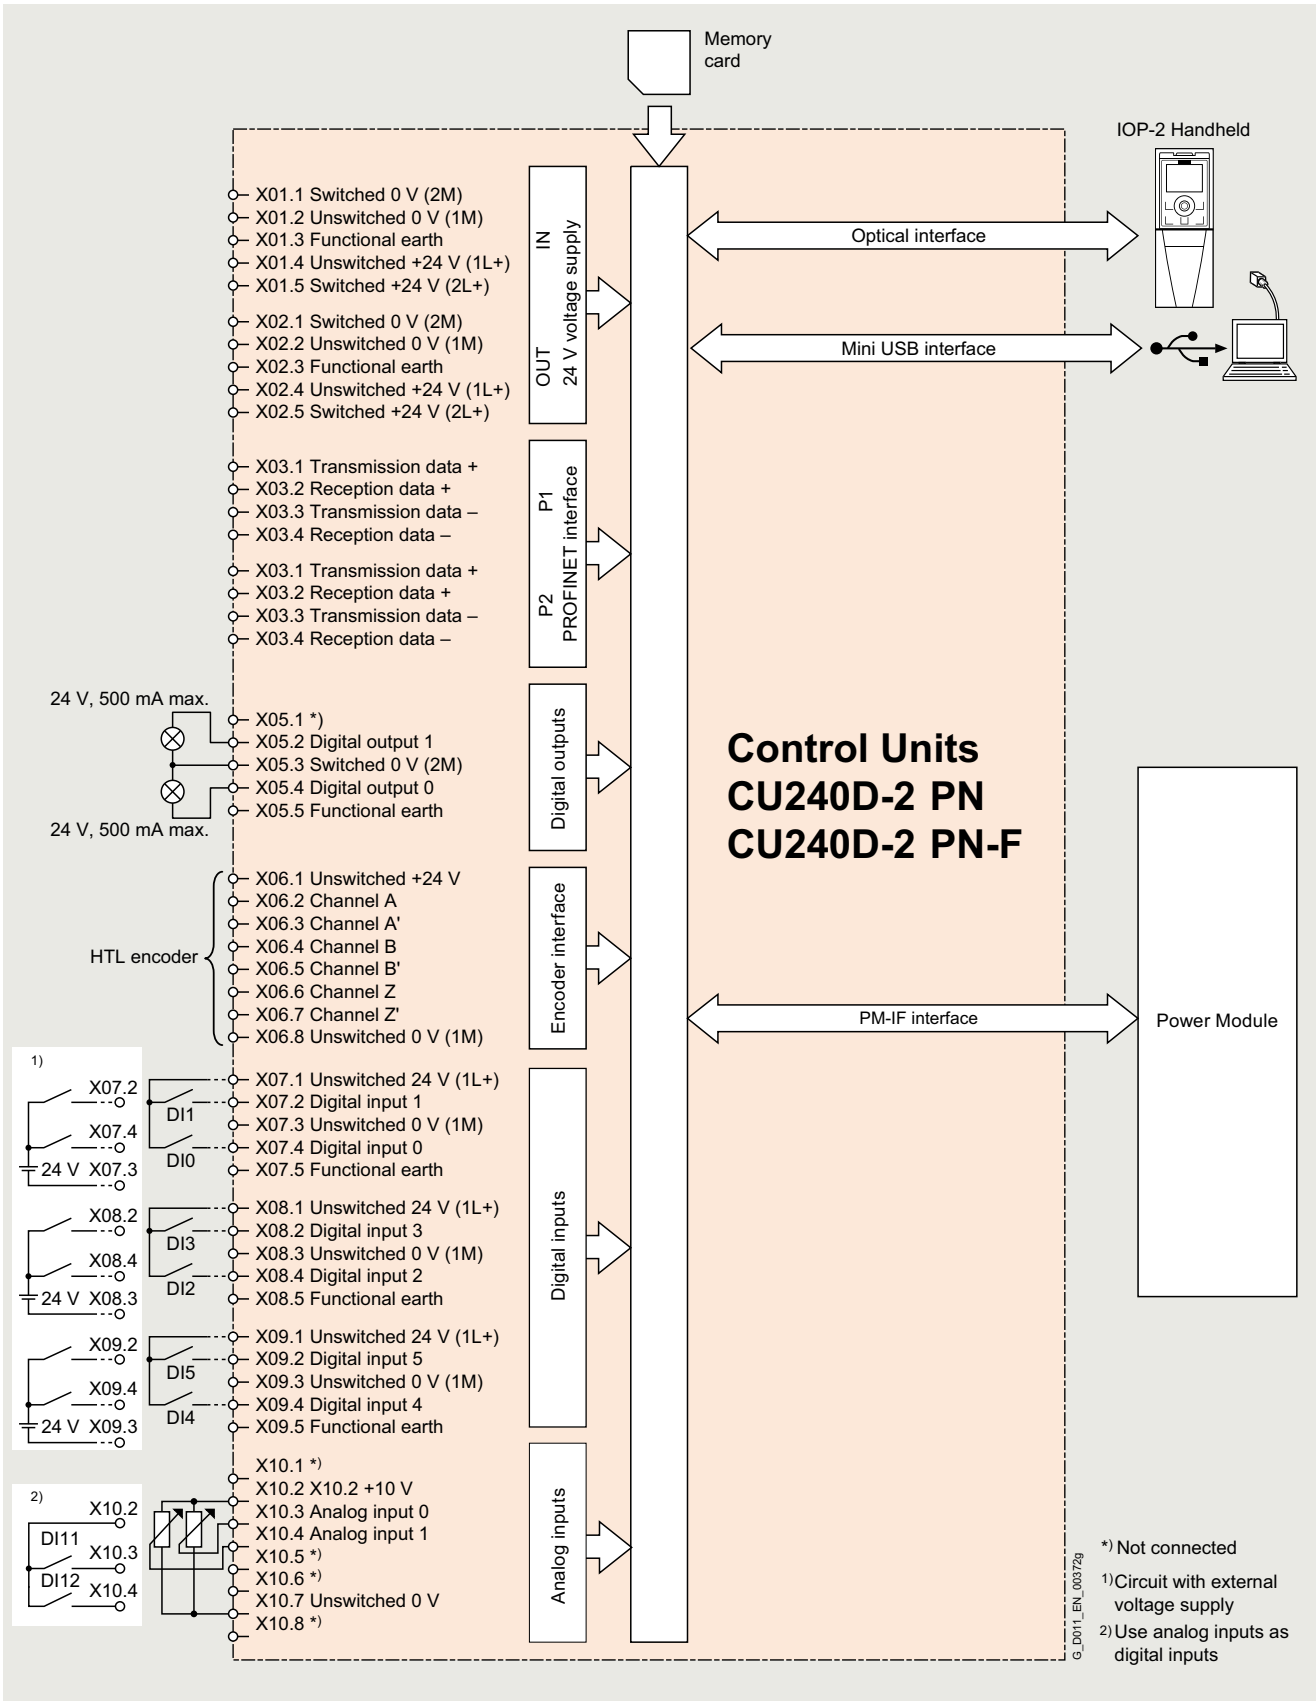 Memory
card
IOP-2 Handheld
X01.1 Switched 0 V (2M)
X01.2 Unswitched 0 V (1M)
X01.3 Functional earth
X01.4 Unswitched +24 V (1L+)
X01.5 Switched +24 V (2L+)
X02.1 Switched 0 V (2M)
X02.2 Unswitched 0 V (1M)
X02.3 Functional earth
X02.4 Unswitched +24 V (1L+)
X02.5 Switched +24 V (2L+)
OUT IN
24 V voltage supply
Optical interface
Mini USB interface
X03.1 Transmission data +
X03.2 Reception data +
X03.3 Transmission data –
X03.4 Reception data –
X03.1 Transmission data +
X03.2 Reception data +
X03.3 Transmission data –
X03.4 Reception data –
P2 P1
PROFINET interface
24 V, 500 mA max.
24 V, 500 mA max.
X05.1 *)
X05.2 Digital output 1
X05.3 Switched 0 V (2M)
X05.4 Digital output 0
X05.5 Functional earth
Digital outputs
Control Units
CU240D-2 PN
CU240D-2 PN-F
HTL encoder
X06.1 Unswitched +24 V
X06.2 Channel A
X06.3 Channel A'
X06.4 Channel B
X06.5 Channel B'
X06.6 Channel Z
X06.7 Channel Z'
X06.8 Unswitched 0 V (1M)
Encoder interface
PM-IF interface
Power Module
1)
X07.2
X07.4
24 V X07.3
DI1
DI0
X07.1 Unswitched 24 V (1L+)
X07.2 Digital input 1
X07.3 Unswitched 0 V (1M)
X07.4 Digital input 0
X07.5 Functional earth
X08.2
X08.4
24 V X08.3
DI3
DI2
X08.1 Unswitched 24 V (1L+)
X08.2 Digital input 3
X08.3 Unswitched 0 V (1M)
X08.4 Digital input 2
X08.5 Functional earth
X09.2
X09.4
24 V X09.3
DI5
DI4
X09.1 Unswitched 24 V (1L+)
X09.2 Digital input 5
X09.3 Unswitched 0 V (1M)
X09.4 Digital input 4
X09.5 Functional earth
Digital inputs
2)
X10.2
DI11
X10.3
DI12
X10.4
X10.1 *)
X10.2 X10.2 +10 V
X10.3 Analog input 0
X10.4 Analog input 1
X10.5 *)
X10.6 *)
X10.7 Unswitched 0 V
X10.8 *)
Analog inputs
G_D011_EN_00372g
*) Not connected
1) Circuit with external
voltage supply
2) Use analog inputs as
digital inputs